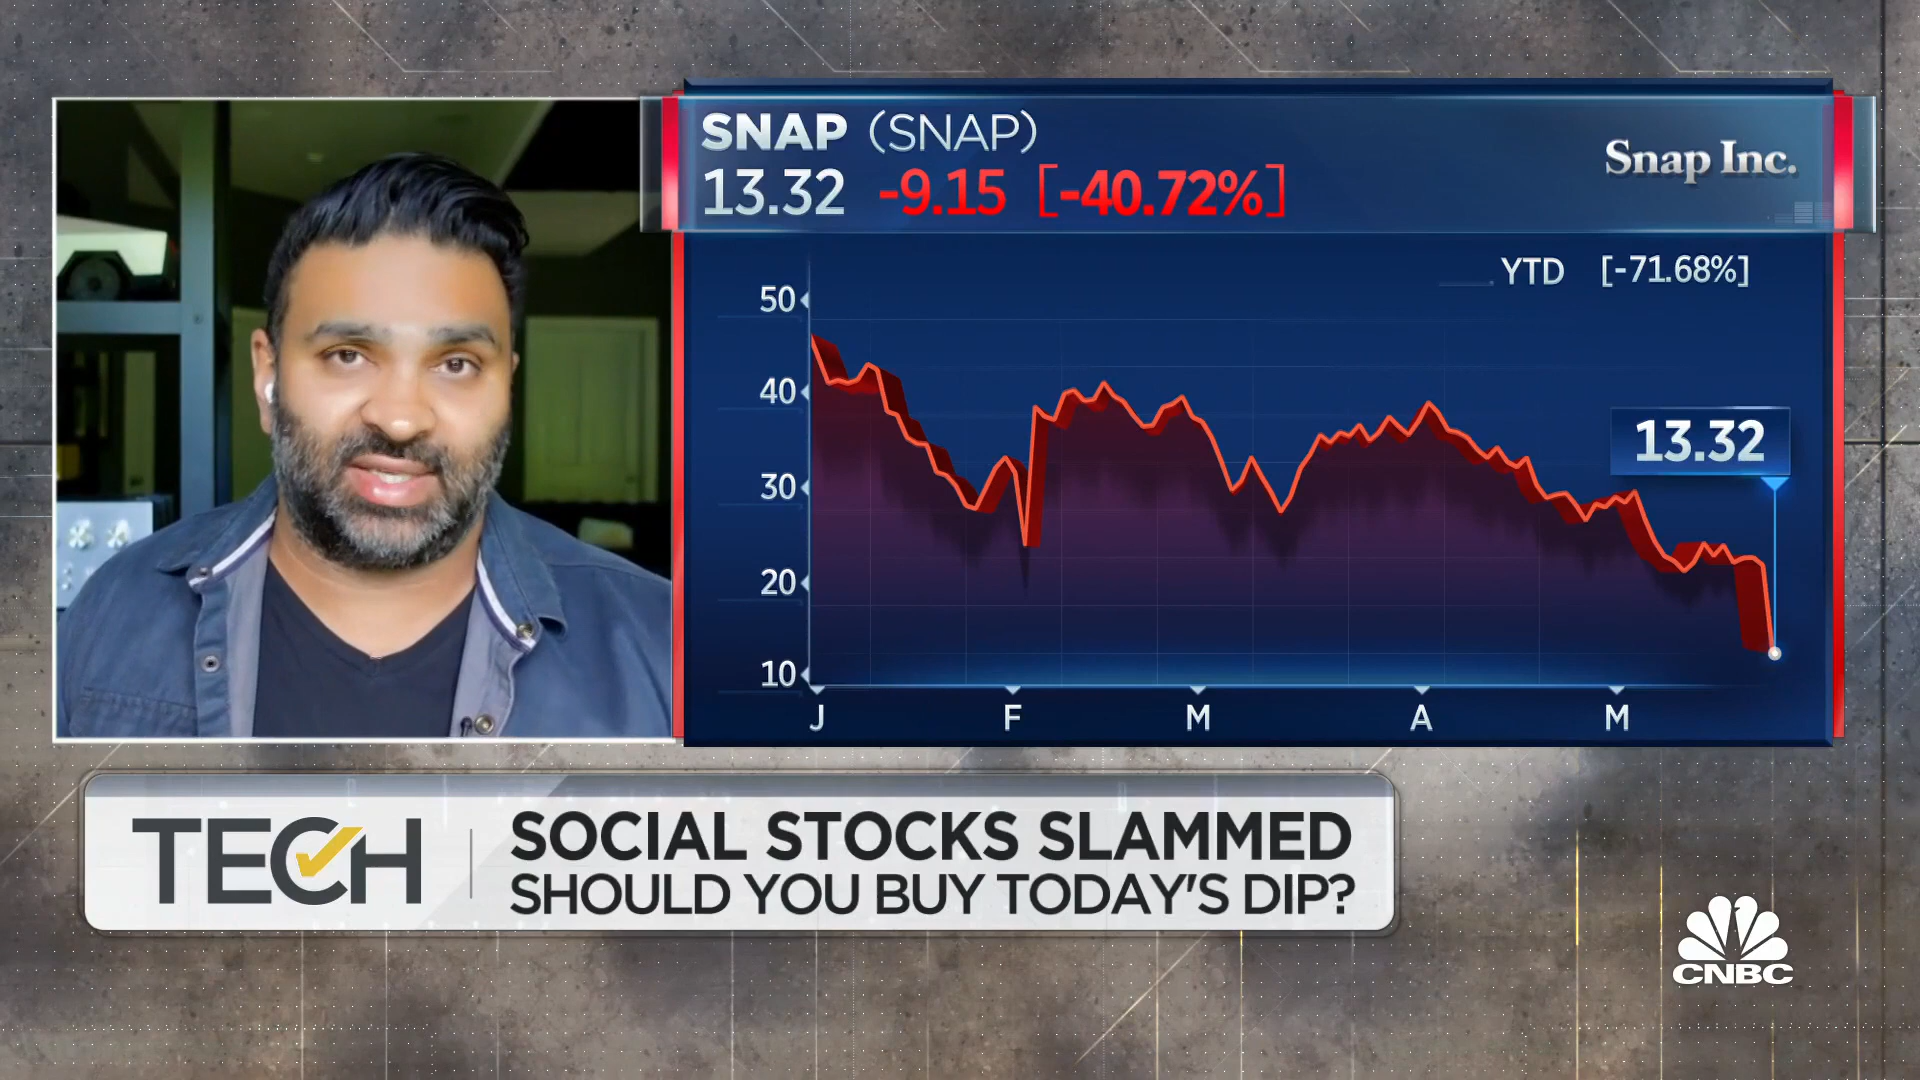 SNAP (SNAP)
13.32 -9.15 [-40.72%]
Snap Inc.
YTD [-71.68%]
50
40
30
20
10
13.32
J F M A M
TECH
SOCIAL STOCKS SLAMMED
SHOULD YOU BUY TODAY'S DIP?
CNBC